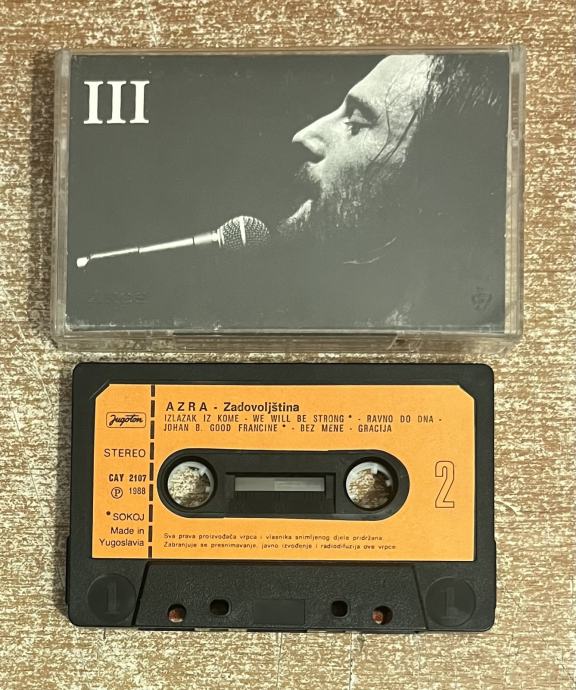 III
AZRA - Zadovoljština
IZLAZAK IZ KOME - WE WILL BE STRONG * - RAVNO DO DNA -
JOHAN B. GOOD FRANCINE * - BEZ MENE - GRACIJA
Jugoton
STEREO
CAY 2107
Ⓟ 1988
* SOKOJ
Made in
Yugoslavia
2
Sva prava proizvođača vrpca i vlasnika snimljenog djela pridržana
Zabranjuje se presnimavanje, javno izvođenje i radiodifuzija ove vrpce
1
1